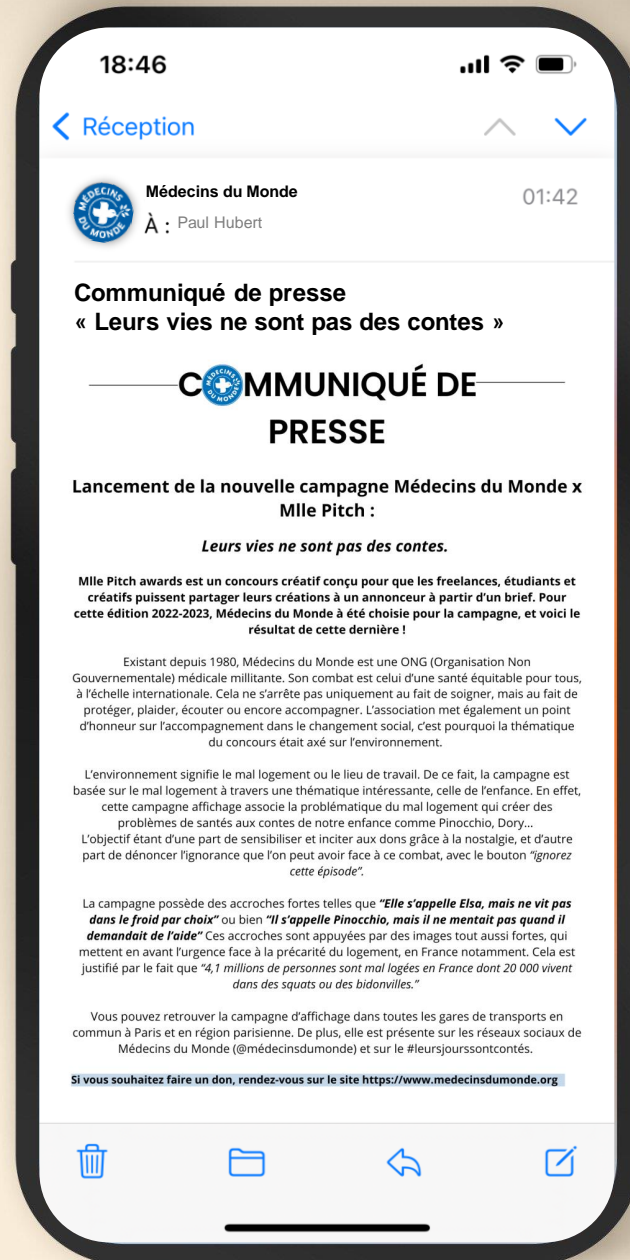 18:46
Réception
Médecins du Monde
01:42
À : Paul Hubert
Communiqué de presse
« Leurs vies ne sont pas des contes »
MÉDECINS DU MONDE
COMMUNIQUÉ DE
PRESSE
Lancement de la nouvelle campagne Médecins du Monde x
Mlle Pitch :
Leurs vies ne sont pas des contes.
Mlle Pitch awards est un concours créatif conçu pour que les freelances, étudiants et
créatifs puissent partager leurs créations à un annonceur à partir d’un brief. Pour
cette édition 2022-2023, Médecins du Monde à été choisie pour la campagne, et voici le
résultat de cette dernière !
Existant depuis 1980, Médecins du Monde est une ONG (Organisation Non
Gouvernementale) médicale millitante. Son combat est celui d’une santé équitable pour tous,
à l’échelle internationale. Cela ne s’arrête pas uniquement au fait de soigner, mais au fait de
protéger, plaider, écouter ou encore accompagner. L’association met également un point
d’honneur sur l’accompagnement dans le changement social, c’est pourquoi la thématique
du concours était axé sur l’environnement.
L’environnement signifie le mal logement ou le lieu de travail. De ce fait, la campagne est
basée sur le mal logement à travers une thématique intéressante, celle de l’enfance. En effet,
cette campagne affichage associe la problématique du mal logement qui créer des
problèmes de santés aux contes de notre enfance comme Pinocchio, Dory...
L’objectif étant d’une part de sensibiliser et inciter aux dons grâce à la nostalgie, et d’autre
part de dénoncer l’ignorance que l’on peut avoir face à ce combat, avec le bouton “ignorez
cette épisode”.
La campagne possède des accroches fortes telles que “Elle s’appelle Elsa, mais ne vit pas
dans le froid par choix” ou bien “Il s’appelle Pinocchio, mais il ne mentait pas quand il
demandait de l’aide” Ces accroches sont appuyées par des images tout aussi fortes, qui
mettent en avant l’urgence face à la précarité du logement, en France notamment. Cela est
justifié par le fait que “4,1 millions de personnes sont mal logées en France dont 20 000 vivent
dans des squats ou des bidonvilles.”
Vous pouvez retrouver la campagne d’affichage dans toutes les gares de transports en
commun à Paris et en région parisienne. De plus, elle est présente sur les réseaux sociaux de
Médecins du Monde (@médecinsdumonde) et sur le #leursjourssontcontés.
Si vous souhaitez faire un don, rendez-vous sur le site https://www.medecinsdumonde.org